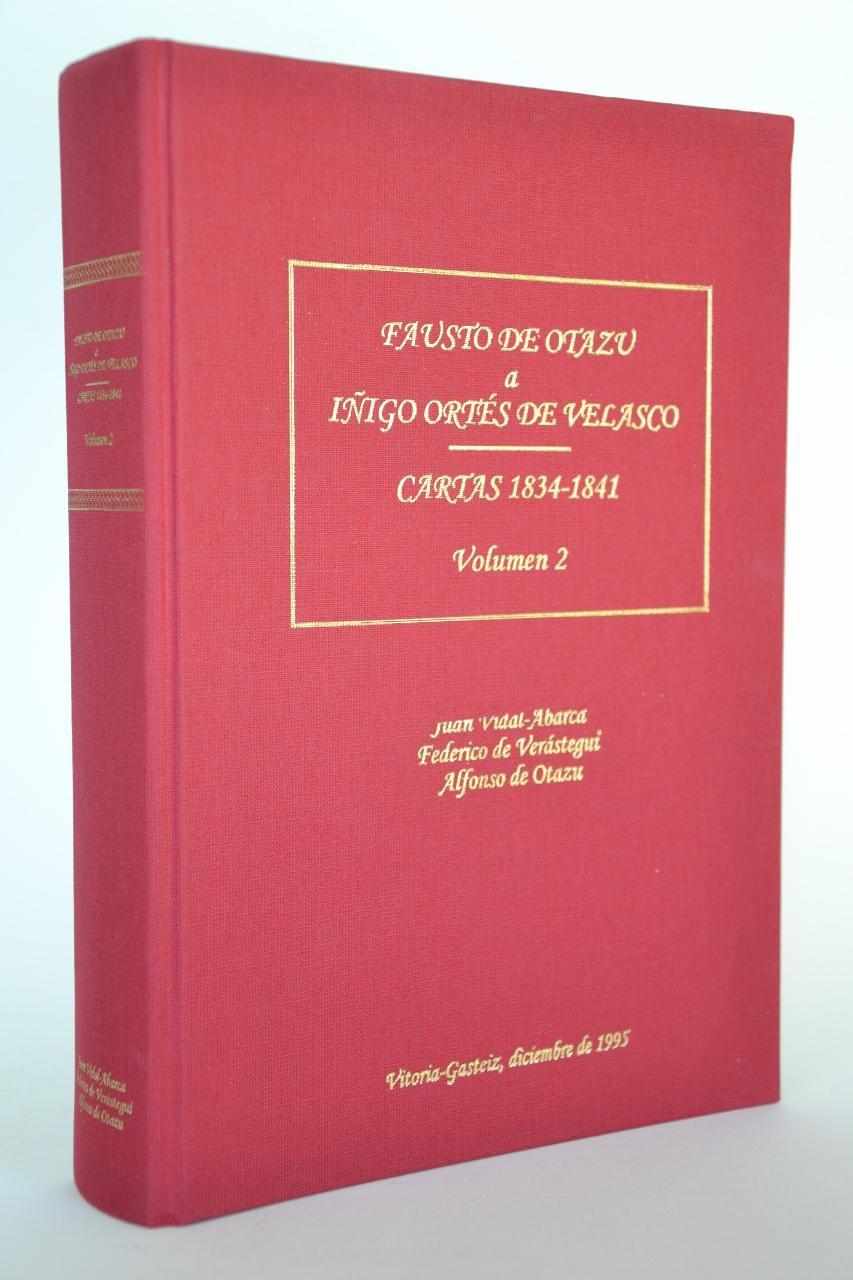 FAUSTO DE OTAZU
a
IÑIGO ORTÉS DE VELASCO
CARTAS 1834-1841
Volumen 2
Juan Vidal-Abarca
Federico de Verástegui
Alfonso de Otazu
Vitoria-Gasteiz, diciembre de 1995
FAUSTO DE OTAZU
a
IÑIGO ORTÉS DE VELASCO
CARTAS 1834-1841
Volumen 2
Juan Vidal-Abarca
Federico de Verástegui
Alfonso de Otazu